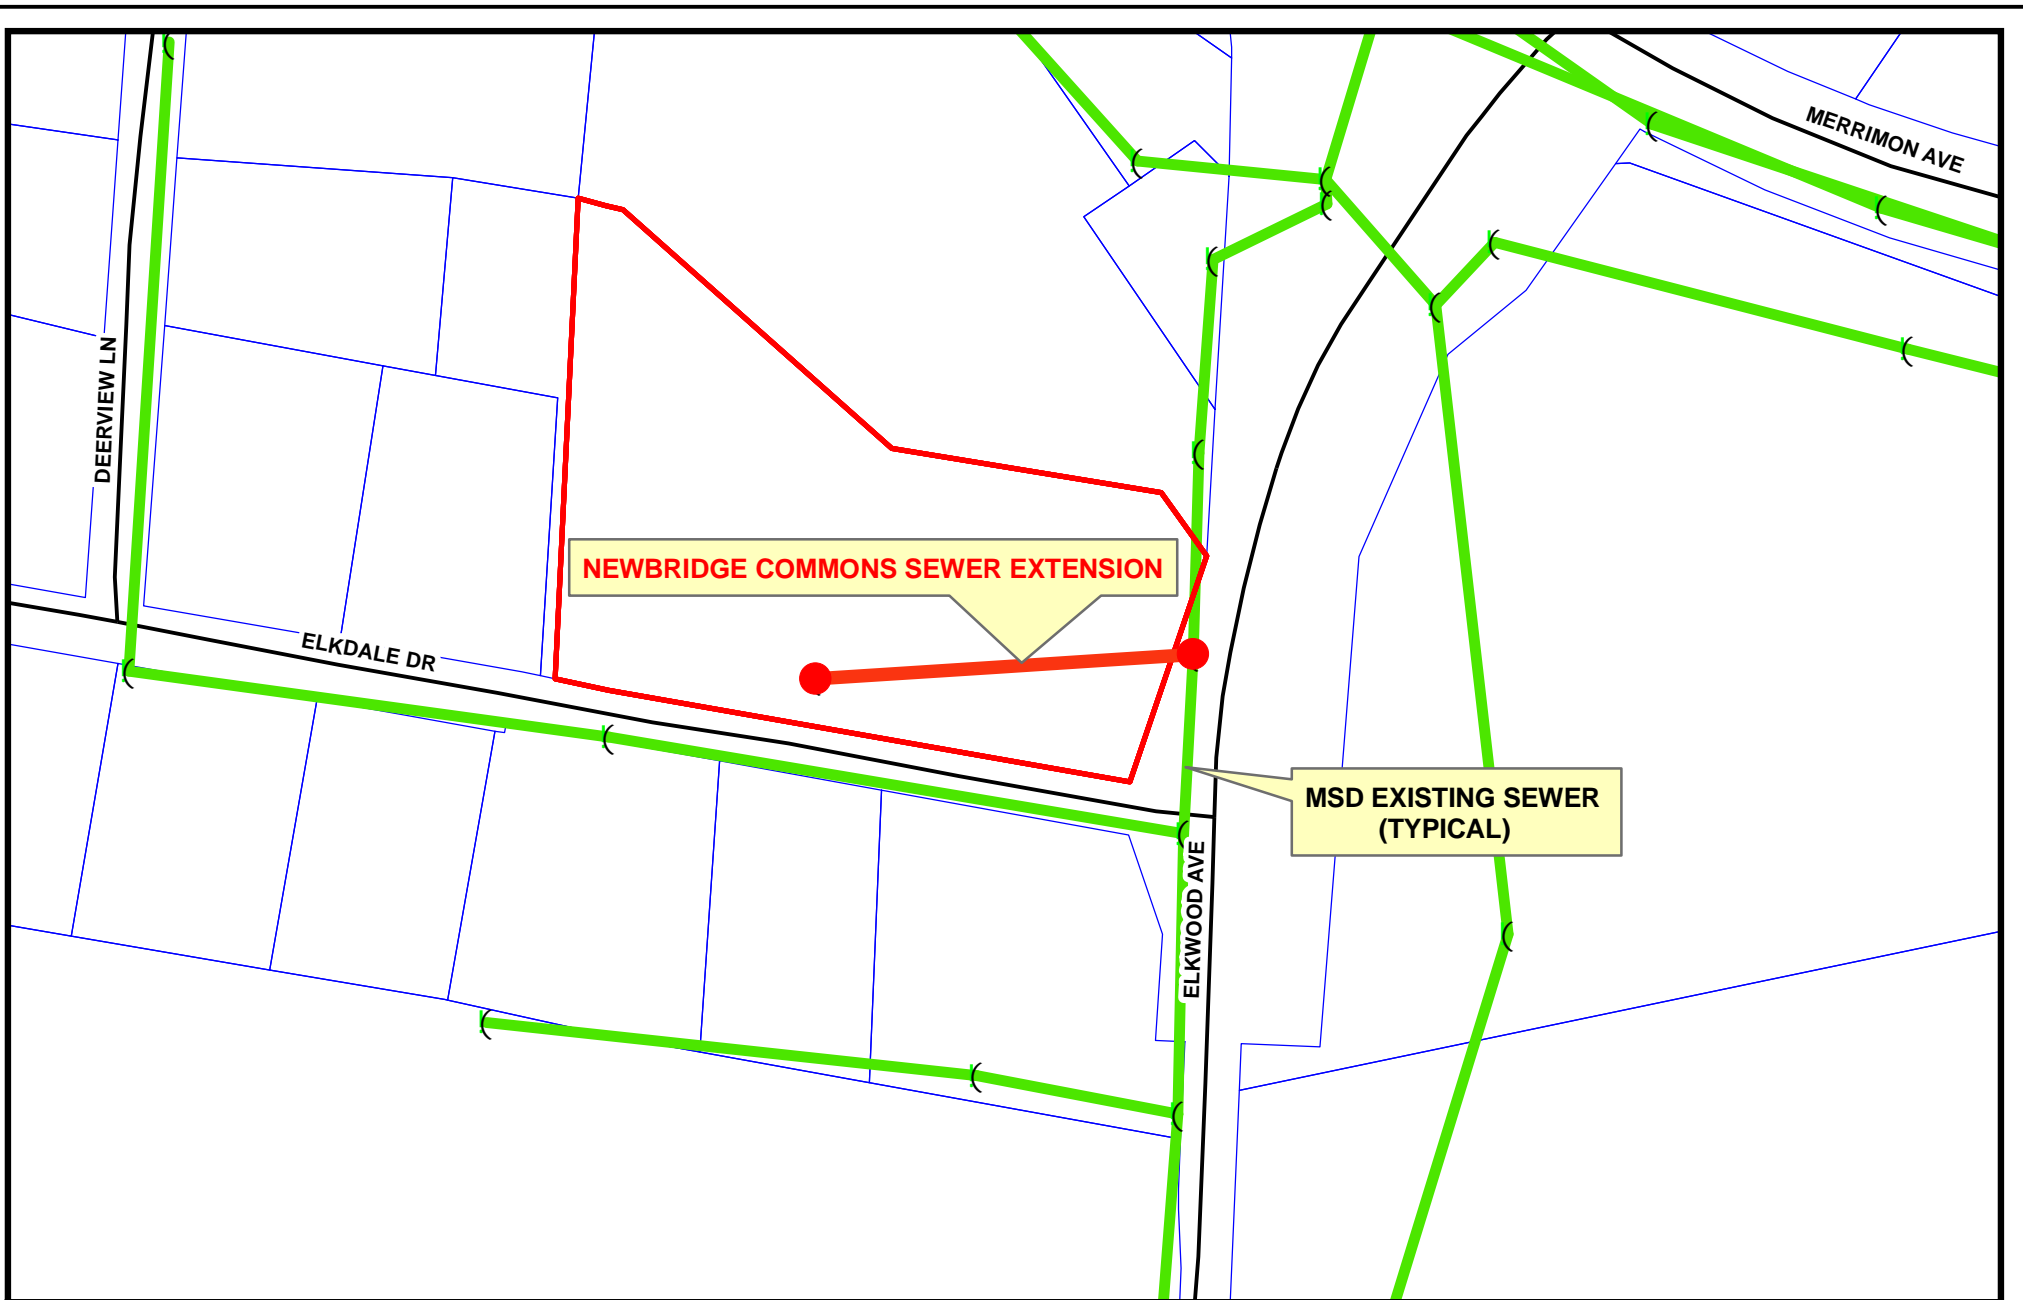 MERRIMON AVE
DEERVIEW LN
NEWBRIDGE COMMONS SEWER EXTENSION
ELKDALE DR
MSD EXISTING SEWER
(TYPICAL)
ELKWOOD AVE